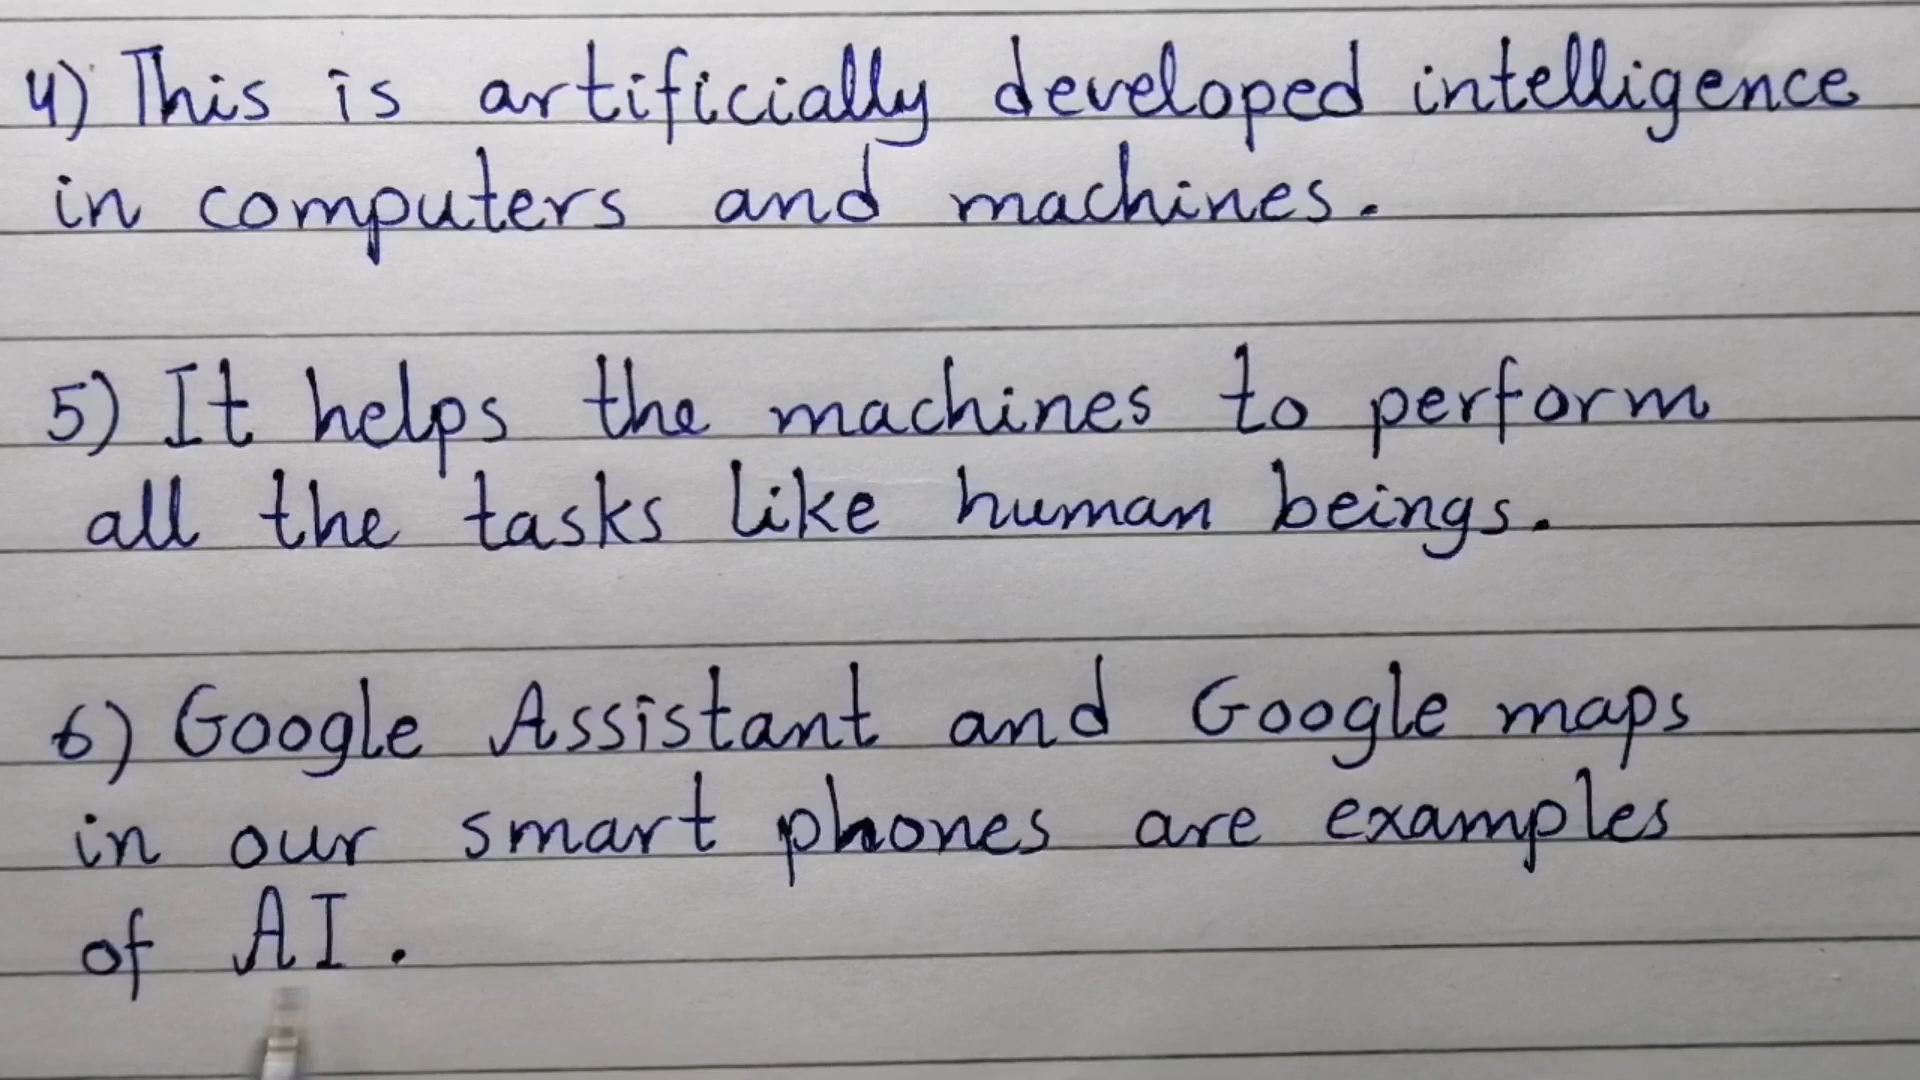 4) This is artificially developed intelligence
in computers and machines.
5) It helps the machines to perform
all the tasks like human beings.
6) Google Assistant and Google maps
in our smart phones are examples
of AI.